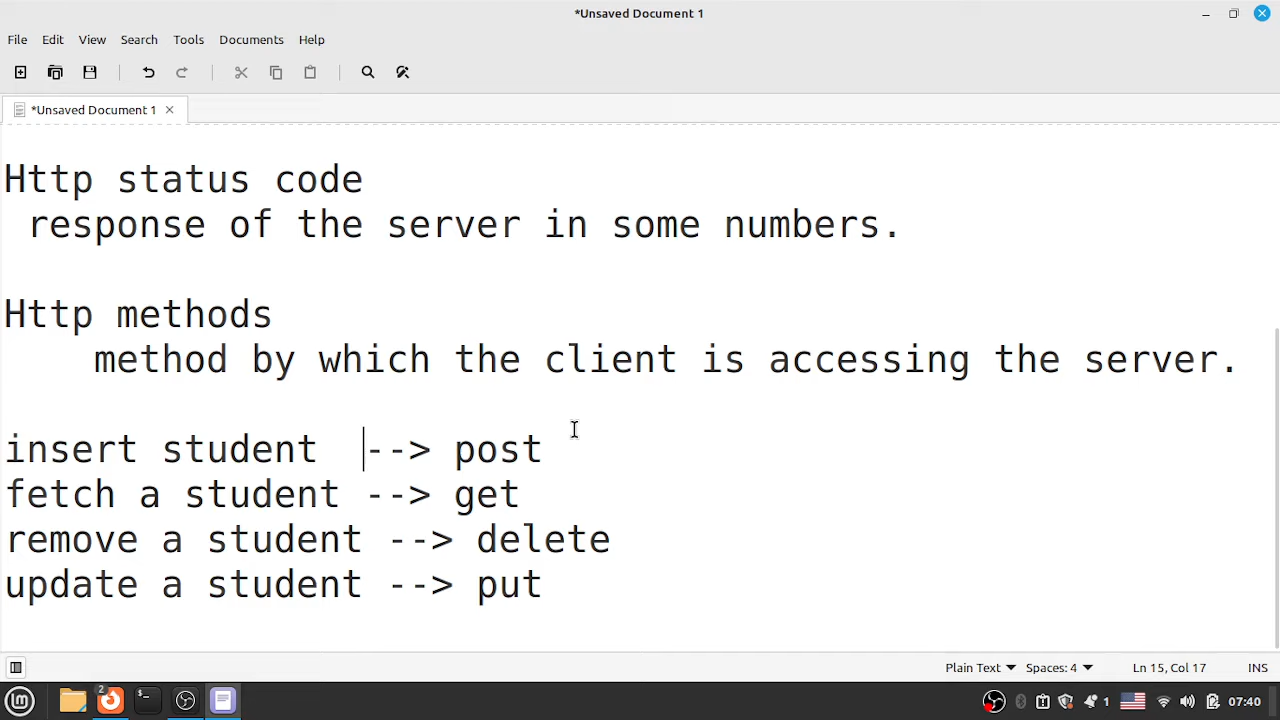 *Unsaved Document 1
File Edit View Search Tools Documents Help
*Unsaved Document 1
Http status code
response of the server in some numbers.
Http methods
method by which the client is accessing the server.
insert student --> post
fetch a student --> get
remove a student --> delete
update a student --> put
Plain Text Spaces: 4 Ln 15, Col 17 INS
2 1 07:40